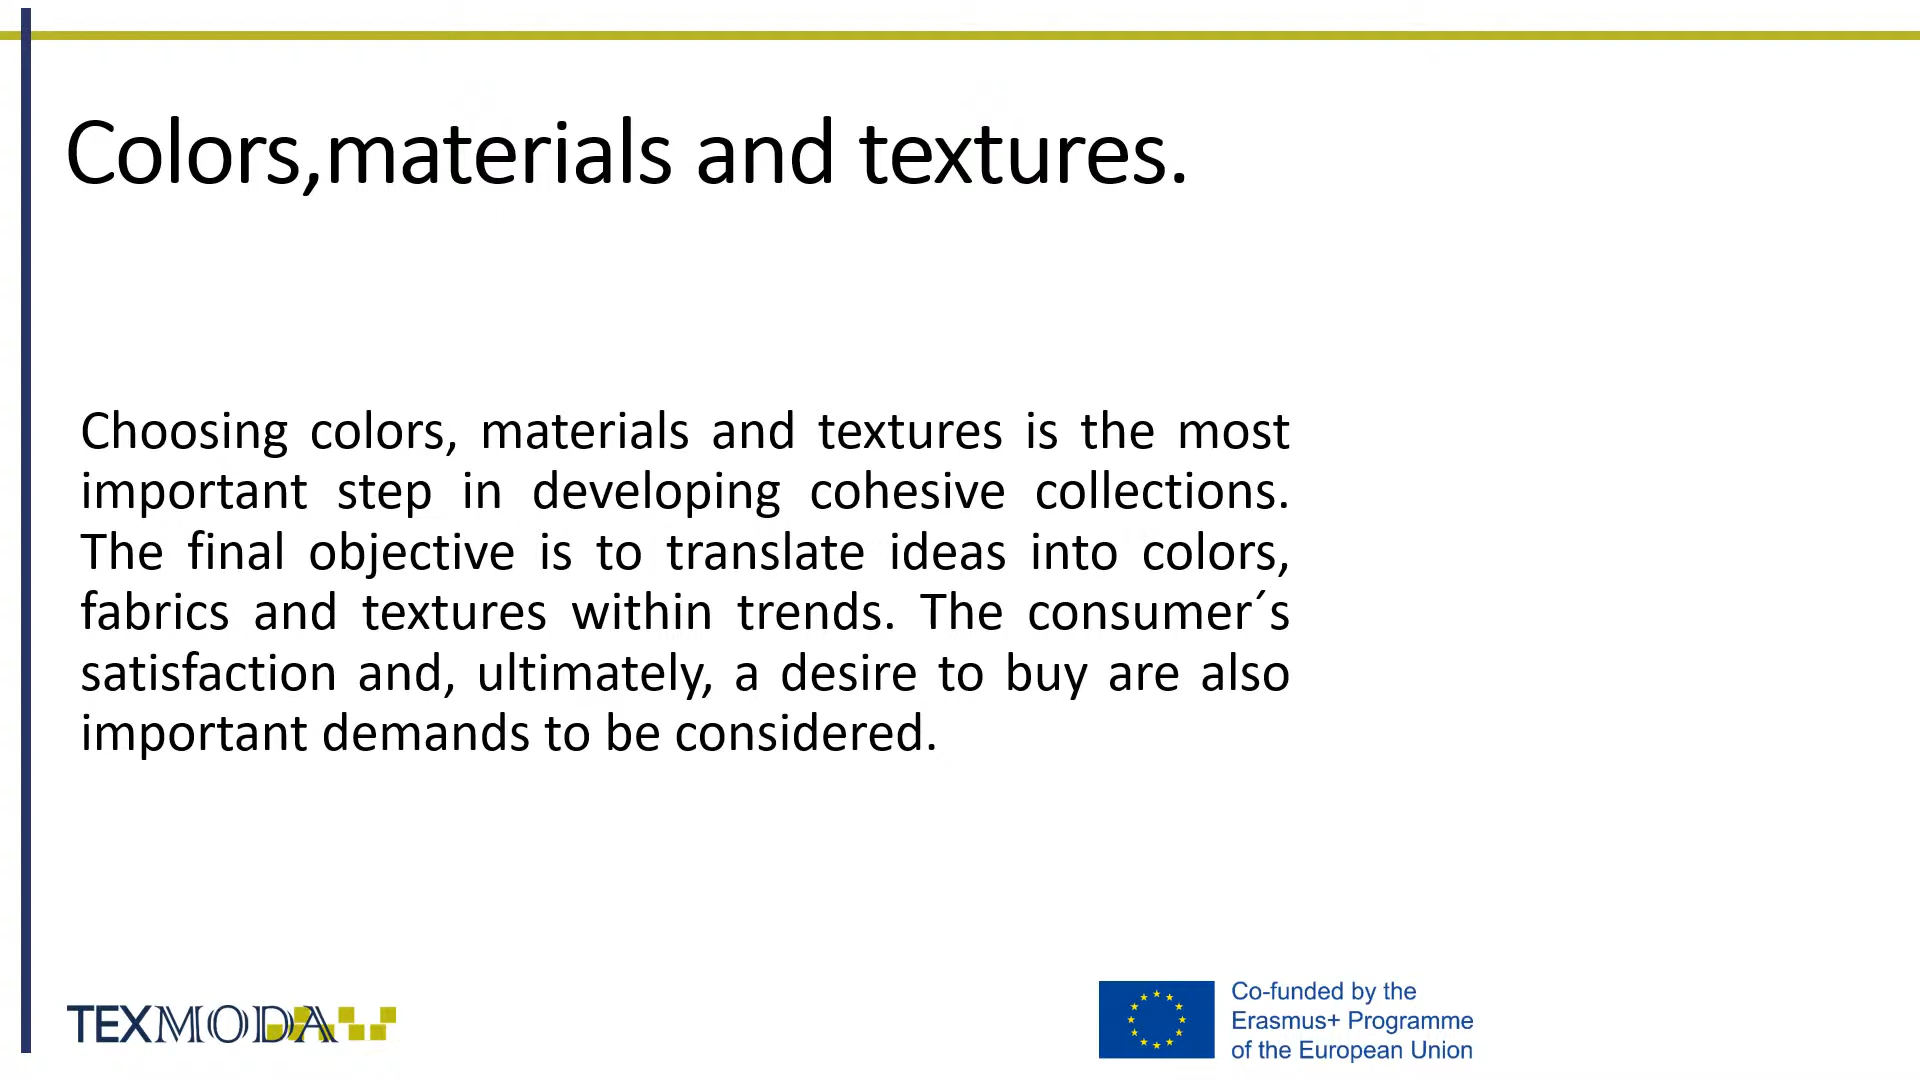 Colors,materials and textures.
Choosing colors, materials and textures is the most
important step in developing cohesive collections.
The final objective is to translate ideas into colors,
fabrics and textures within trends. The consumer´s
satisfaction and, ultimately, a desire to buy are also
important demands to be considered.
TEXMODA
Co-funded by the
Erasmus+ Programme
of the European Union